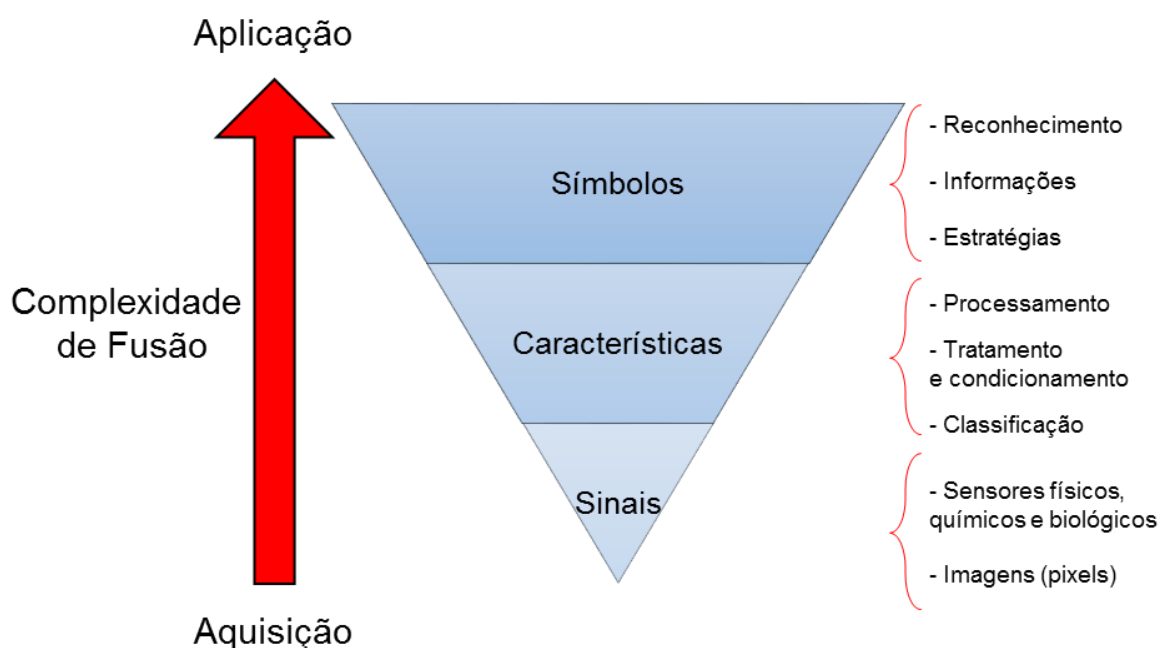 Aplicação
Símbolos
- Reconhecimento
- Informações
- Estratégias
Complexidade
de Fusão
Características
- Processamento
- Tratamento
e condicionamento
- Classificação
Sinais
- Sensores físicos,
químicos e biológicos
- Imagens (pixels)
Aquisição